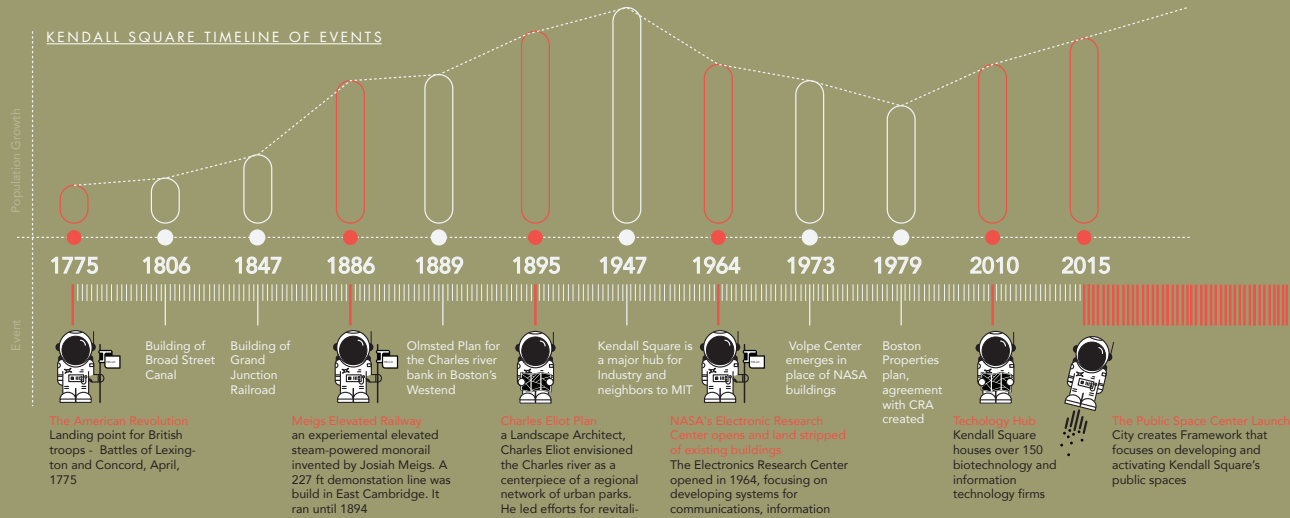 KENDALL SQUARE TIMELINE OF EVENTS
Population Growth
1775 1806 1847 1886 1889 1895 1947 1964 1973 1979 2010 2015
Event
Building of
Broad Street
Canal
Building of
Grand
Junction
Railroad
Olmsted Plan for
the Charles river
bank in Boston's
Westend
Kendall Square is
a major hub for
Industry and
neighbors to MIT
Volpe Center
emerges in
place of NASA
buildings
Boston
Properties
plan,
agreement
with CRA
created
The American Revolution
Landing point for British
troops - Battles of Lexing-
ton and Concord, April,
1775
Meigs Elevated Railway
an experiemental elevated
steam-powered monorail
invented by Josiah Meigs. A
227 ft demonstation line was
build in East Cambridge. It
ran until 1894
Charles Eliot Plan
a Landscape Architect,
Charles Eliot envisioned
the Charles river as a
centerpiece of a regional
network of urban parks.
He led efforts for revitali-
NASA's Electronic Research
Center opens and land stripped
of existing buildings
The Electronics Research Center
opened in 1964, focusing on
developing systems for
communications, information
Techology Hub
Kendall Square
houses over 150
biotechnology and
information
technology firms
The Public Space Center Launch
City creates Framework that
focuses on developing and
activating Kendall Square's
public spaces